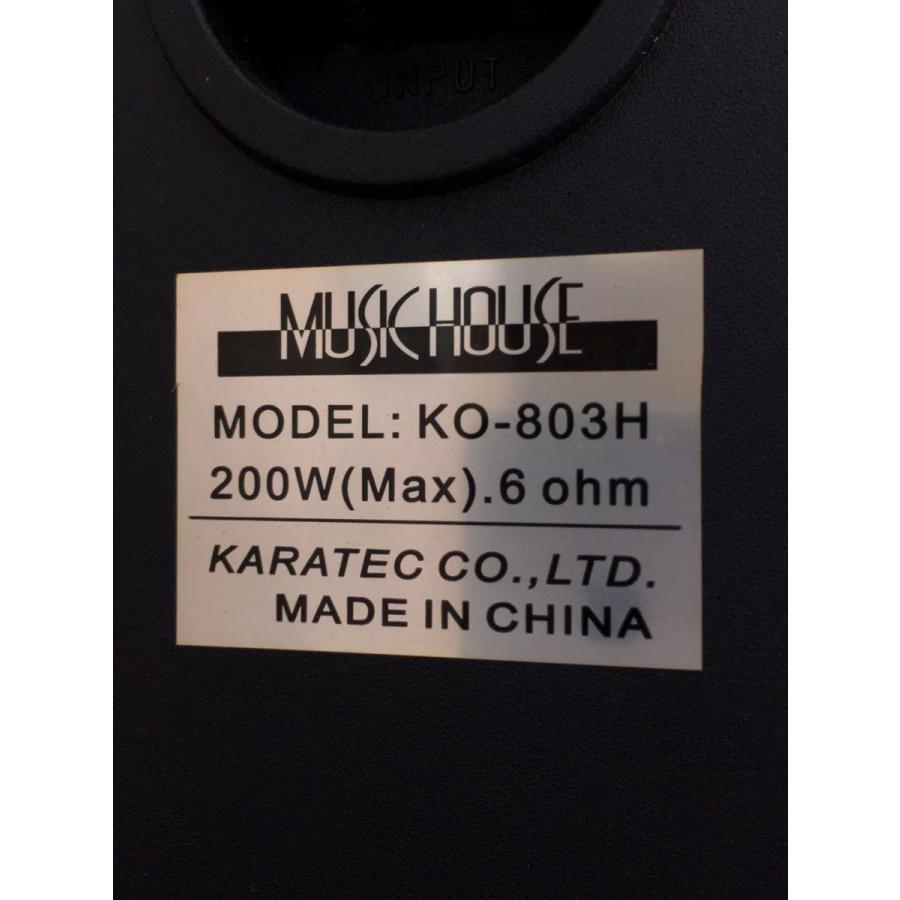 INPUT
MUSIC HOUSE
MODEL: KO-803H
200W(Max).6 ohm
KARATEC CO.,LTD.
MADE IN CHINA